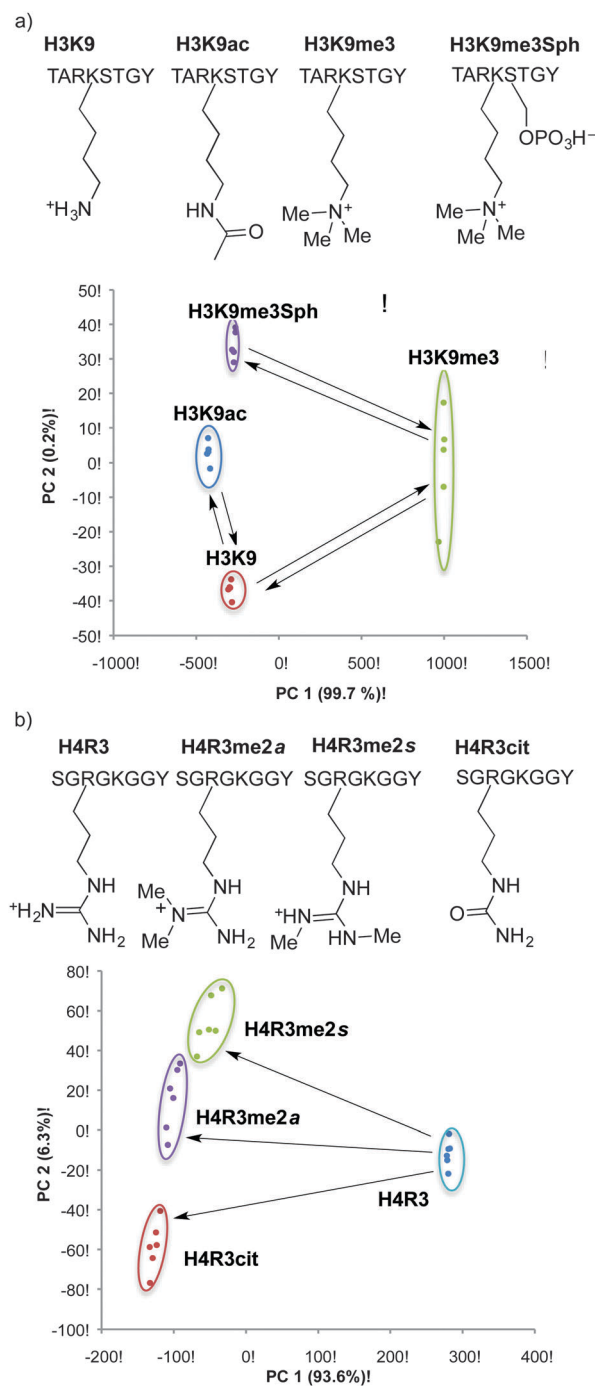 a)
H3K9 H3K9ac H3K9me3 H3K9me3Sph
TARKSTGY TARKSTGY TARKSTGY TARKSTGY
OPO₃H⁻
⁺H₃N HN O Me N⁺ Me Me Me N⁺ Me Me
50!
40!
30!
20!
10!
0!
-10!
-20!
-30!
-40!
-50!
PC 2 (0.2%)!
H3K9me3Sph
!
H3K9me3
!
H3K9ac
H3K9
-1000! -500! 0! 500! 1000! 1500!
PC 1 (99.7 %)!
b)
H4R3 H4R3me2a H4R3me2s H4R3cit
SGRGKGGY SGRGKGGY SGRGKGGY SGRGKGGY
NH NH NH NH
⁺H₂N NH₂ Me + N Me NH₂ + HN Me HN Me O NH₂
80!
60!
40!
20!
0!
-20!
-40!
-60!
-80!
-100!
PC 2 (6.3%)!
H4R3me2s
H4R3me2a
H4R3
H4R3cit
-200! -100! 0! 100! 200! 300! 400!
PC 1 (93.6%)!